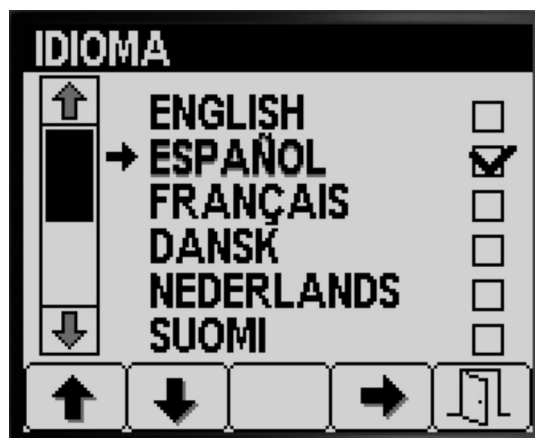 IDIOMA
ENGLISH
ESPAÑOL
FRANÇAIS
DANSK
NEDERLANDS
SUOMI